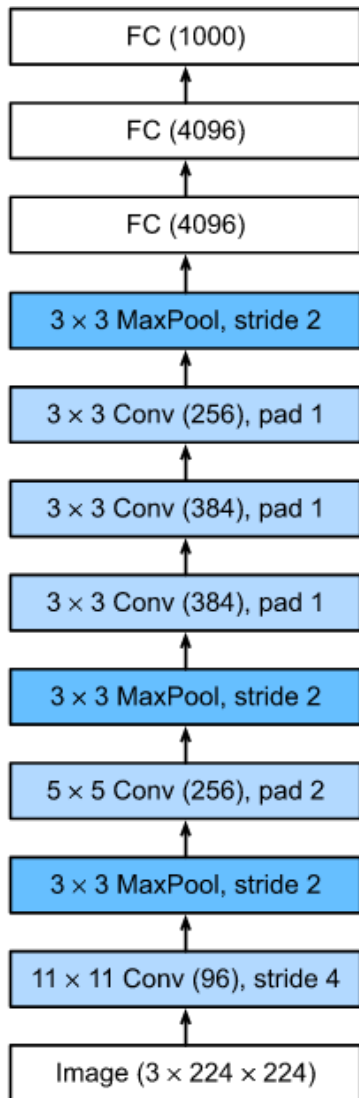 FC (1000)
FC (4096)
FC (4096)
3 × 3 MaxPool, stride 2
3 × 3 Conv (256), pad 1
3 × 3 Conv (384), pad 1
3 × 3 Conv (384), pad 1
3 × 3 MaxPool, stride 2
5 × 5 Conv (256), pad 2
3 × 3 MaxPool, stride 2
11 × 11 Conv (96), stride 4
Image (3 × 224 × 224)